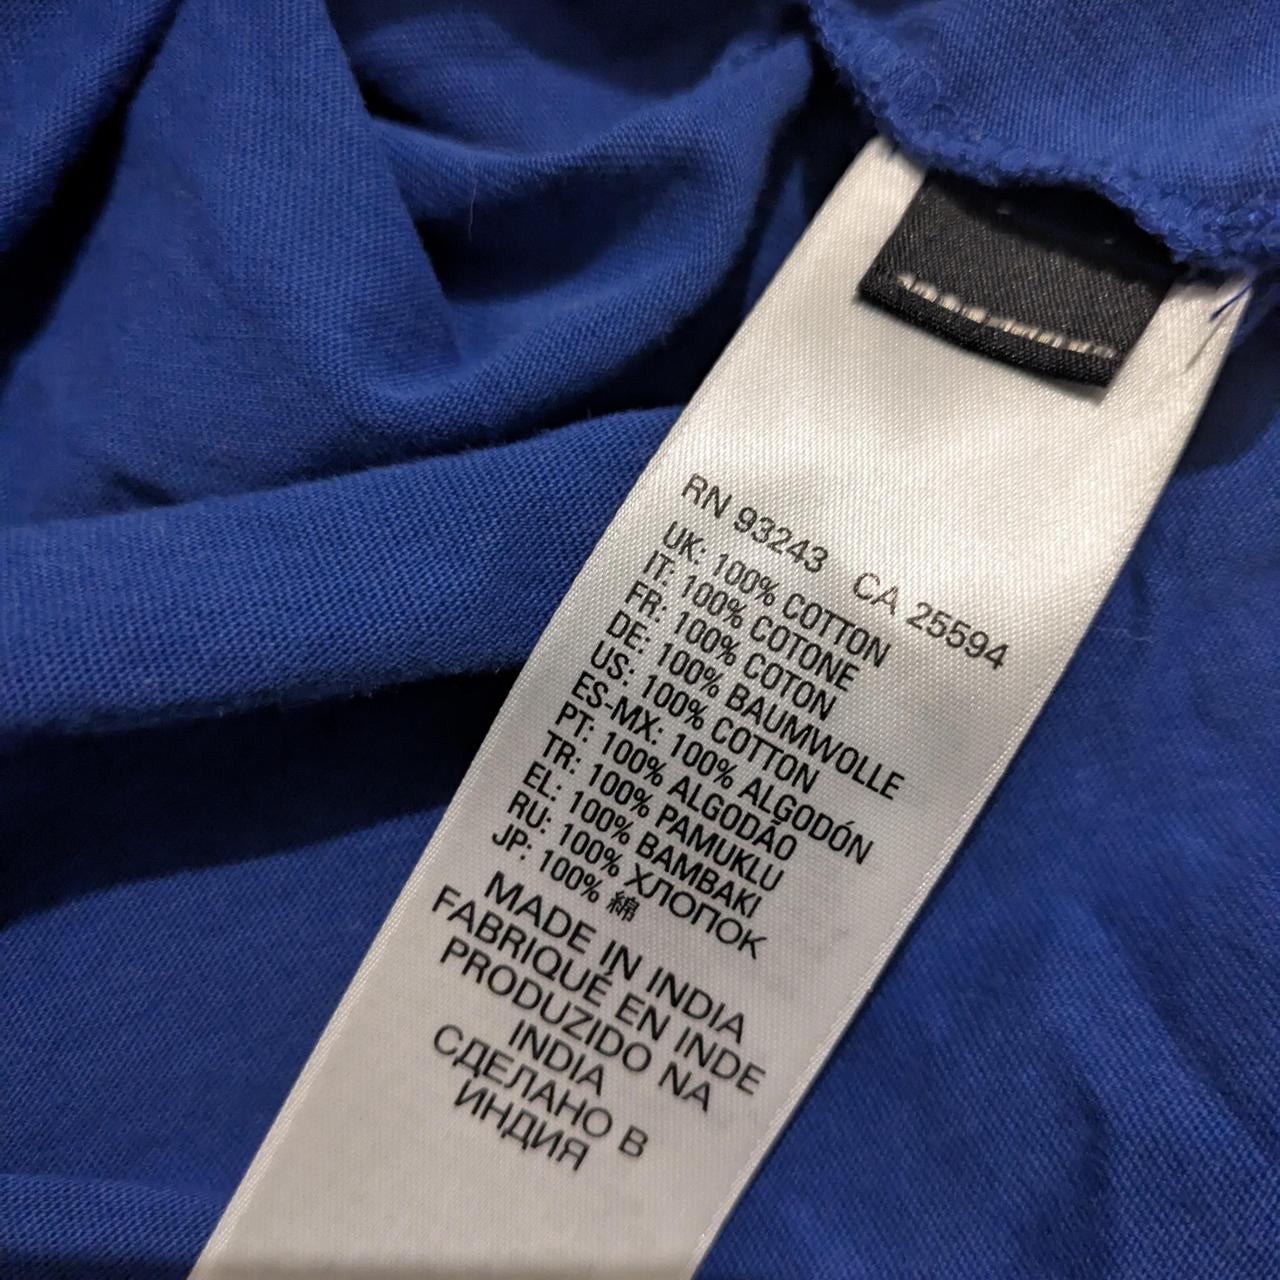 RN 93243 CA 25594
UK: 100% COTTON
IT: 100% COTONE
FR: 100% COTON
DE: 100% BAUMWOLLE
US: 100% COTTON
ES-MX: 100% ALGODÓN
PT: 100% ALGODÃO
TR: 100% PAMUKLU
EL: 100% BAMBAKI
RU: 100% ХЛОПОК
JP: 100% 綿
MADE IN INDIA
FABRIQUÉ EN INDE
PRODUZIDO NA
INDIA
СДЕЛАНО В
ИНДИЯ